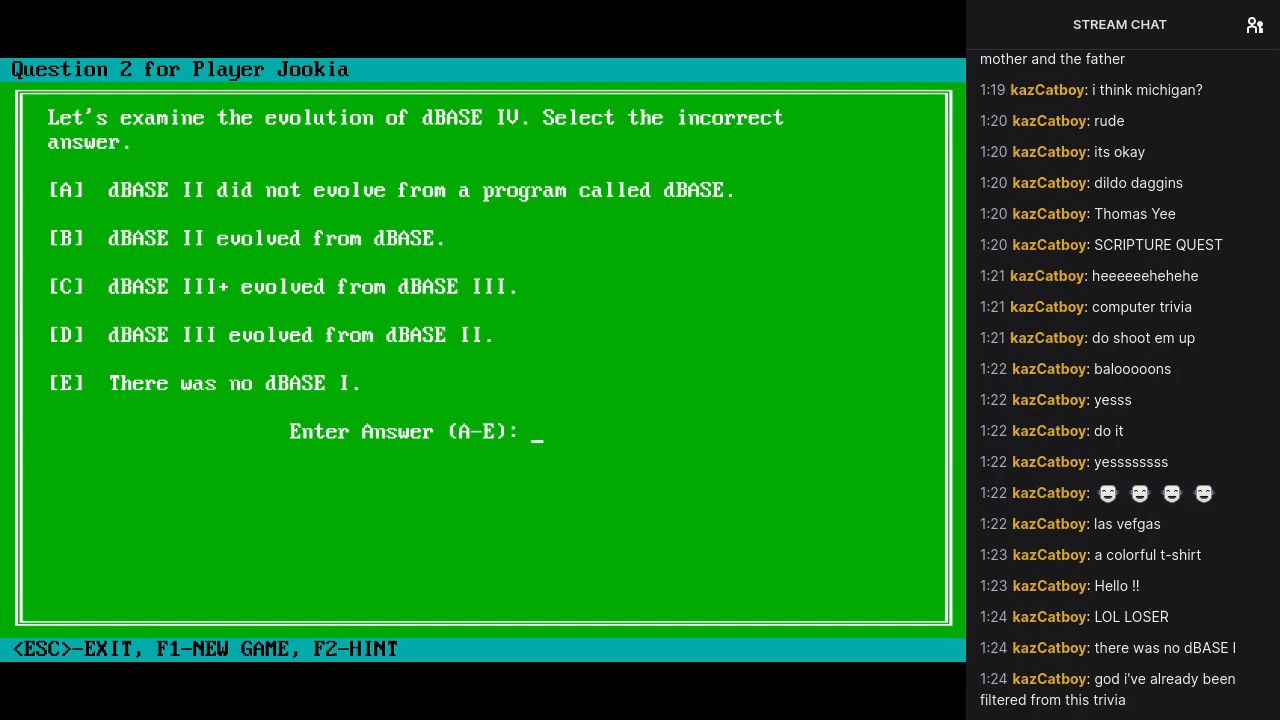 Question 2 for Player Jookia
Let's examine the evolution of dBASE IV. Select the incorrect
answer.
[A] dBASE II did not evolve from a program called dBASE.
[B] dBASE II evolved from dBASE.
[C] dBASE III+ evolved from dBASE III.
[D] dBASE III evolved from dBASE II.
[E] There was no dBASE I.
Enter Answer (A-E): _
<ESC>-EXIT, F1-NEW GAME, F2-HINT
STREAM CHAT
mother and the father
1:19 kazCatboy: i think michigan?
1:20 kazCatboy: rude
1:20 kazCatboy: its okay
1:20 kazCatboy: dildo daggins
1:20 kazCatboy: Thomas Yee
1:20 kazCatboy: SCRIPTURE QUEST
1:21 kazCatboy: heeeeeehehehe
1:21 kazCatboy: computer trivia
1:21 kazCatboy: do shoot em up
1:22 kazCatboy: balooooons
1:22 kazCatboy: yesss
1:22 kazCatboy: do it
1:22 kazCatboy: yessssssss
1:22 kazCatboy:
1:22 kazCatboy: las vefgas
1:23 kazCatboy: a colorful t-shirt
1:23 kazCatboy: Hello !!
1:24 kazCatboy: LOL LOSER
1:24 kazCatboy: there was no dBASE I
1:24 kazCatboy: god i've already been
filtered from this trivia